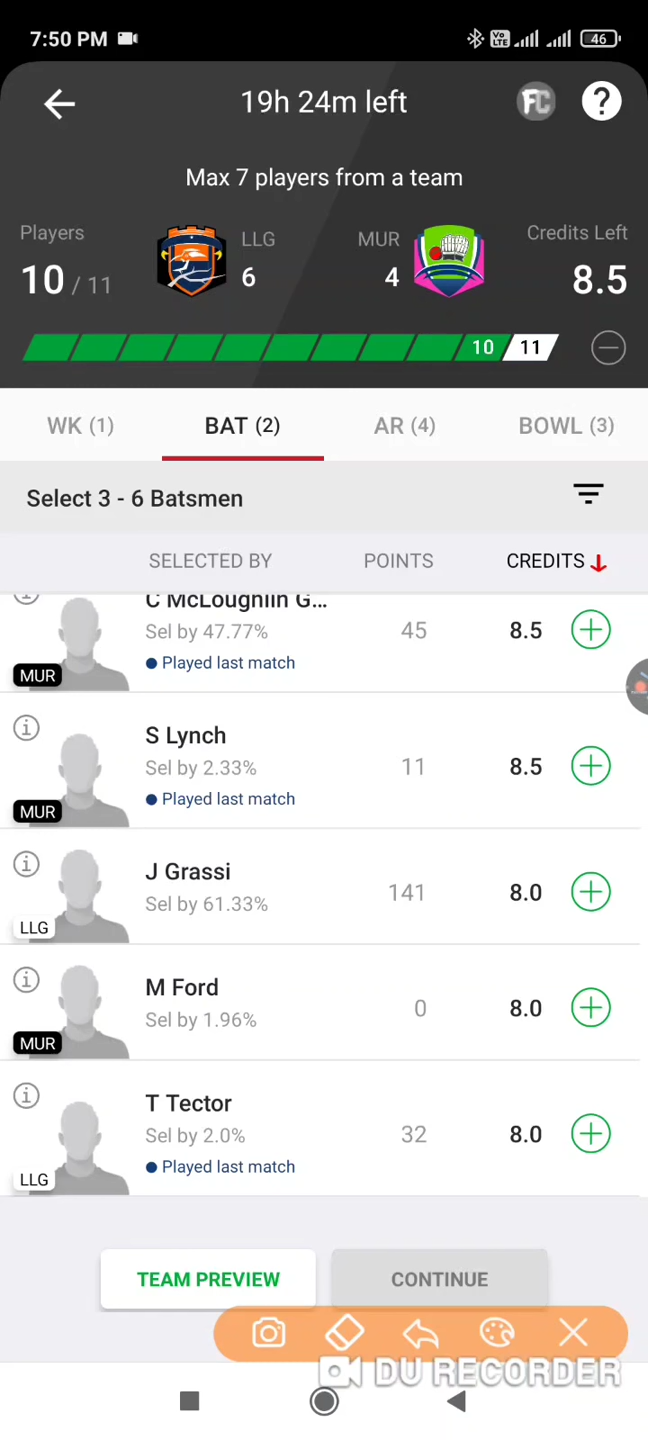 7:50 PM
Vo LTE
46
19h 24m left
FC
?
Max 7 players from a team
Players
LLG
MUR
Credits Left
10 / 11
6
4
8.5
10
11
WK (1)
BAT (2)
AR (4)
BOWL (3)
Select 3 - 6 Batsmen
SELECTED BY
POINTS
CREDITS
C McLoughlin G...
Sel by 47.77%
45
8.5
Played last match
MUR
S Lynch
Sel by 2.33%
11
8.5
Played last match
MUR
J Grassi
Sel by 61.33%
141
8.0
LLG
M Ford
Sel by 1.96%
0
8.0
MUR
T Tector
Sel by 2.0%
32
8.0
Played last match
LLG
TEAM PREVIEW
CONTINUE
DU RECORDER